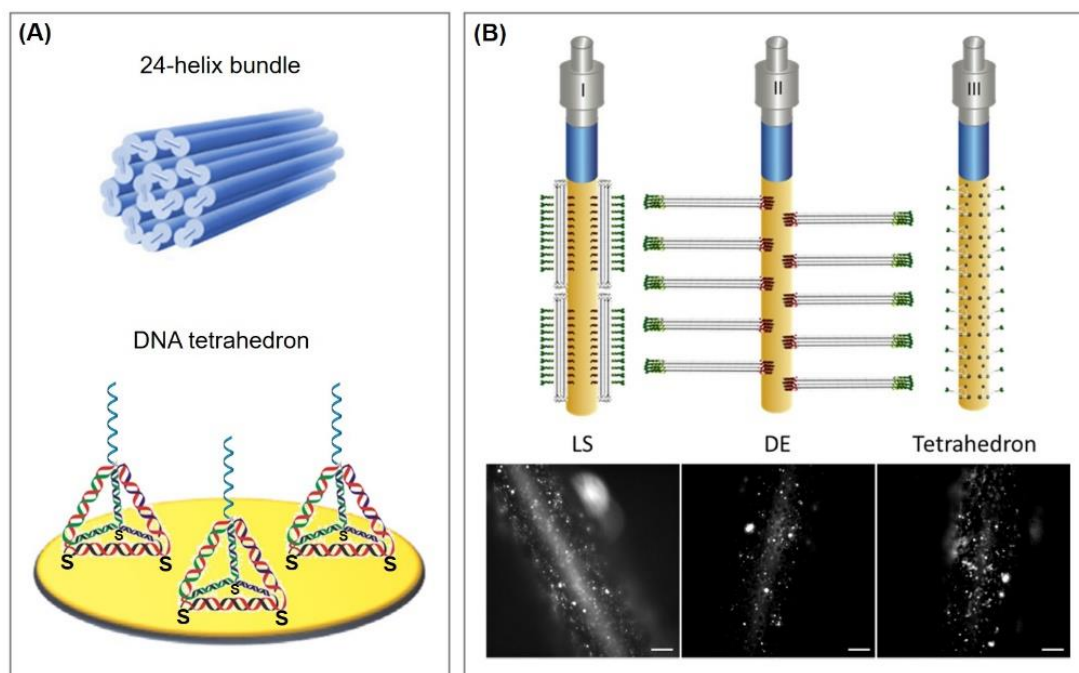 (A)
24-helix bundle
DNA tetrahedron
S
S
S
S
S
S
S
S
S
(B)
I
II
III
LS
DE
Tetrahedron